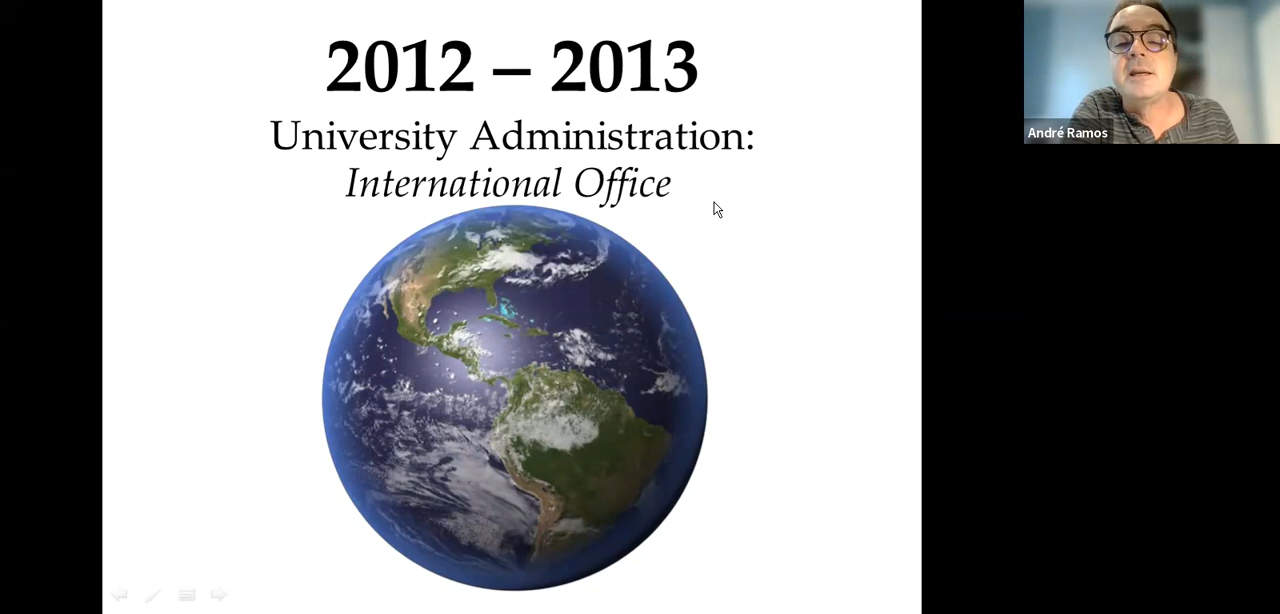 2012 – 2013
University Administration:
International Office
André Ramos